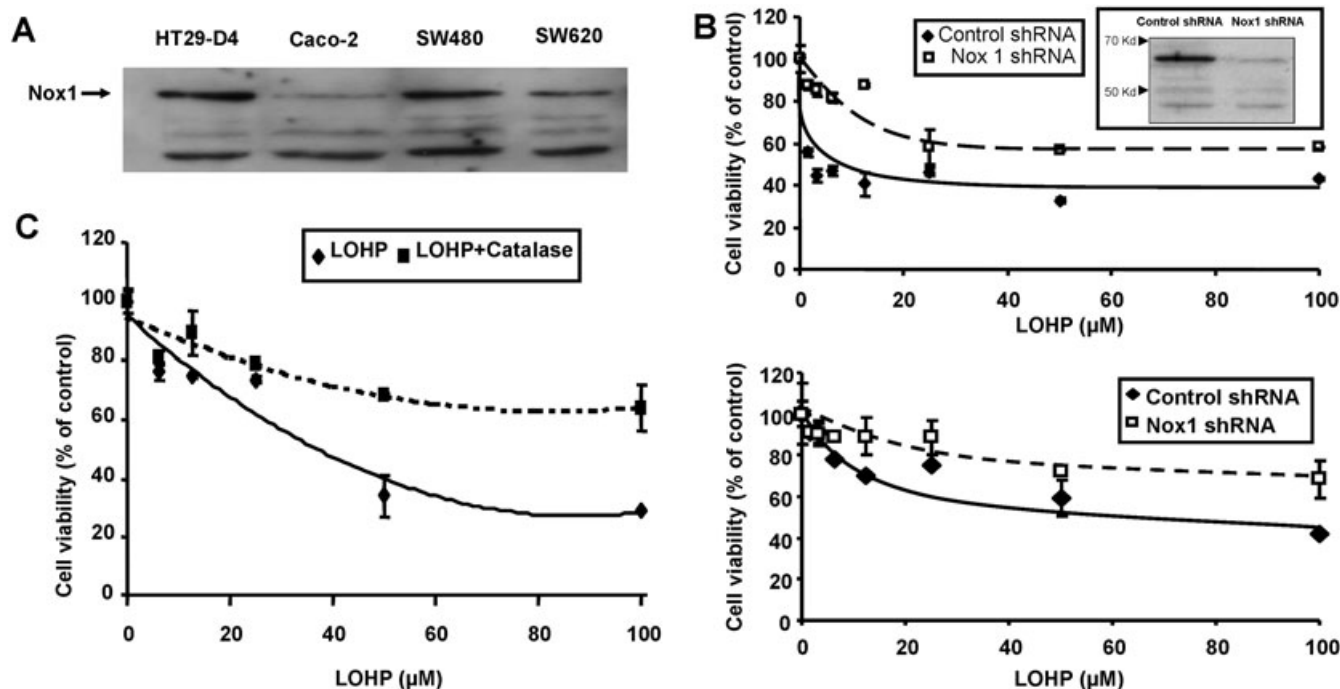 A
HT29-D4 Caco-2 SW480 SW620
Nox1
B
120
100
80
60
40
20
0
Cell viability (% of control)
Control shRNA
Nox 1 shRNA
Control shRNA Nox1 shRNA
70 Kd
50 Kd
0 20 40 60 80 100
LOHP (µM)
C
120
100
80
60
40
20
0
Cell viability (% of control)
LOHP LOHP+Catalase
0 20 40 60 80 100
LOHP (µM)
120
100
80
60
40
20
0
Cell viability (% of control)
Control shRNA
Nox1 shRNA
0 20 40 60 80 100
LOHP (µM)